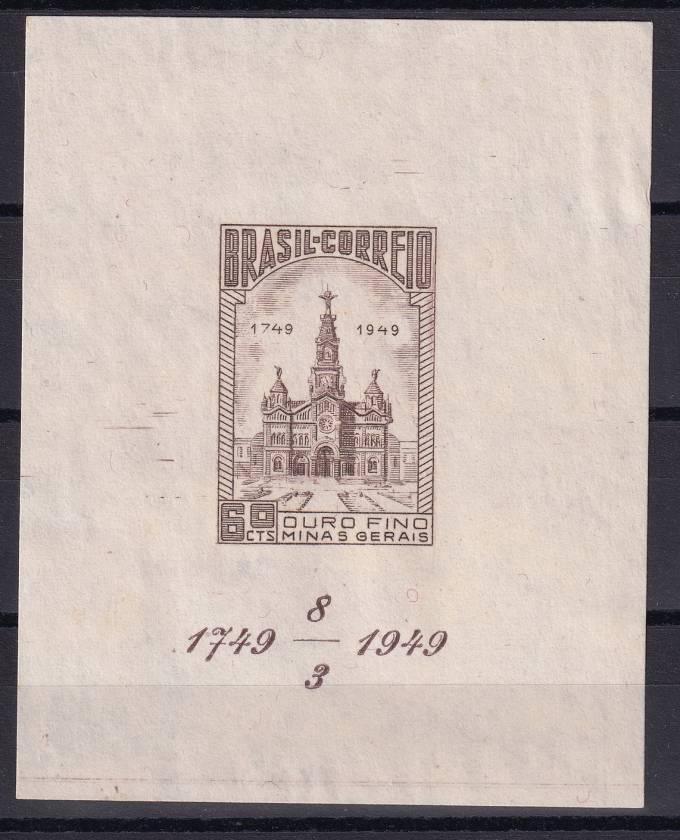 BRASIL-CORREIO
1749 1949
60 CTS OURO FINO
MINAS GERAIS
8
1749 — 1949
3